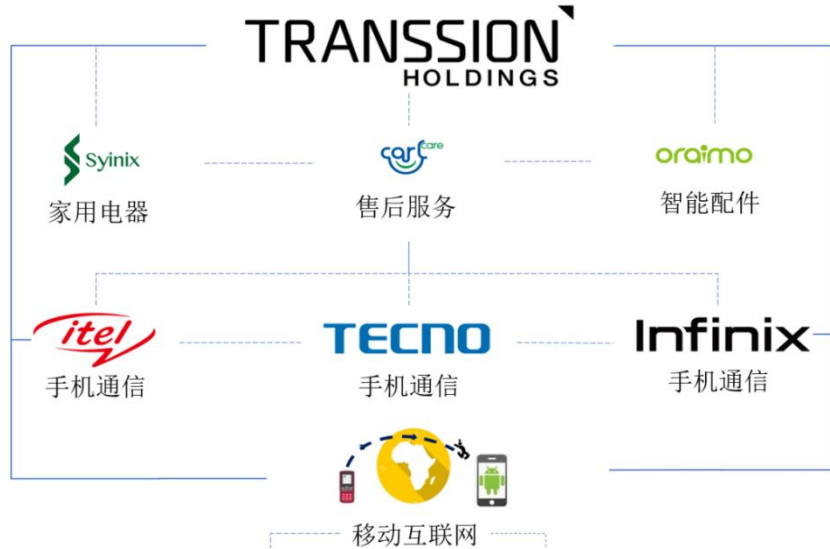 TRANSSION
HOLDINGS
Syinix
carlcare
oraimo
家用电器
售后服务
智能配件
itel
TECNO
Infinix
手机通信
手机通信
手机通信
移动互联网